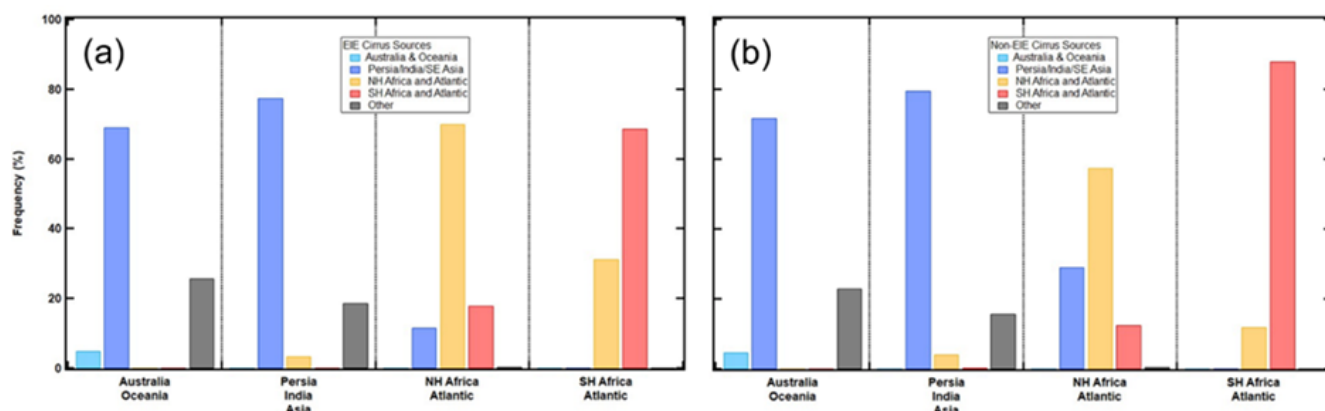 (a)
EIE Cirrus Sources
Australia & Oceania
Persia/India/SE Asia
NH Africa and Atlantic
SH Africa and Atlantic
Other
Frequency (%)
100
80
60
40
20
0
Australia
Oceania
Persia
India
Asia
NH Africa
Atlantic
SH Africa
Atlantic
(b)
Non-EIE Cirrus Sources
Australia & Oceania
Persia/India/SE Asia
NH Africa and Atlantic
SH Africa and Atlantic
Other
Australia
Oceania
Persia
India
Asia
NH Africa
Atlantic
SH Africa
Atlantic